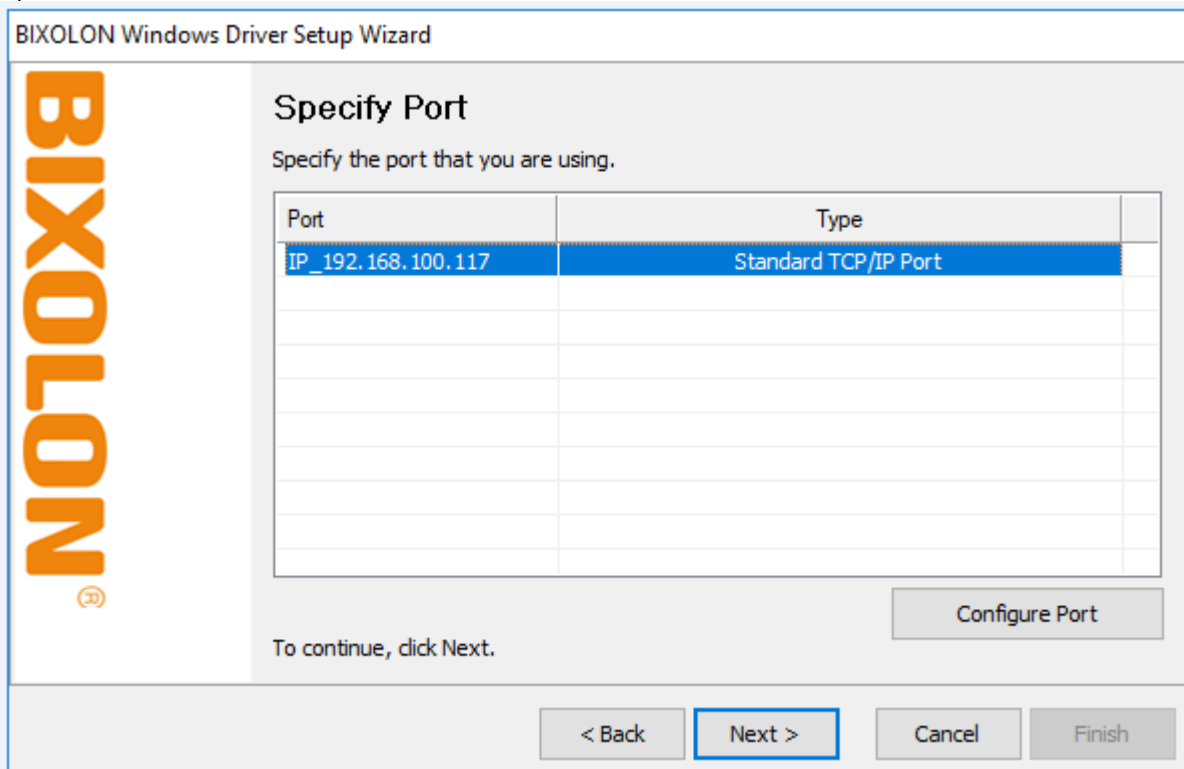 BIXOLON Windows Driver Setup Wizard
BIXOLON®
Specify Port
Specify the port that you are using.
Port Type
IP_192.168.100.117 Standard TCP/IP Port
Configure Port
To continue, click Next.
< Back Next > Cancel Finish